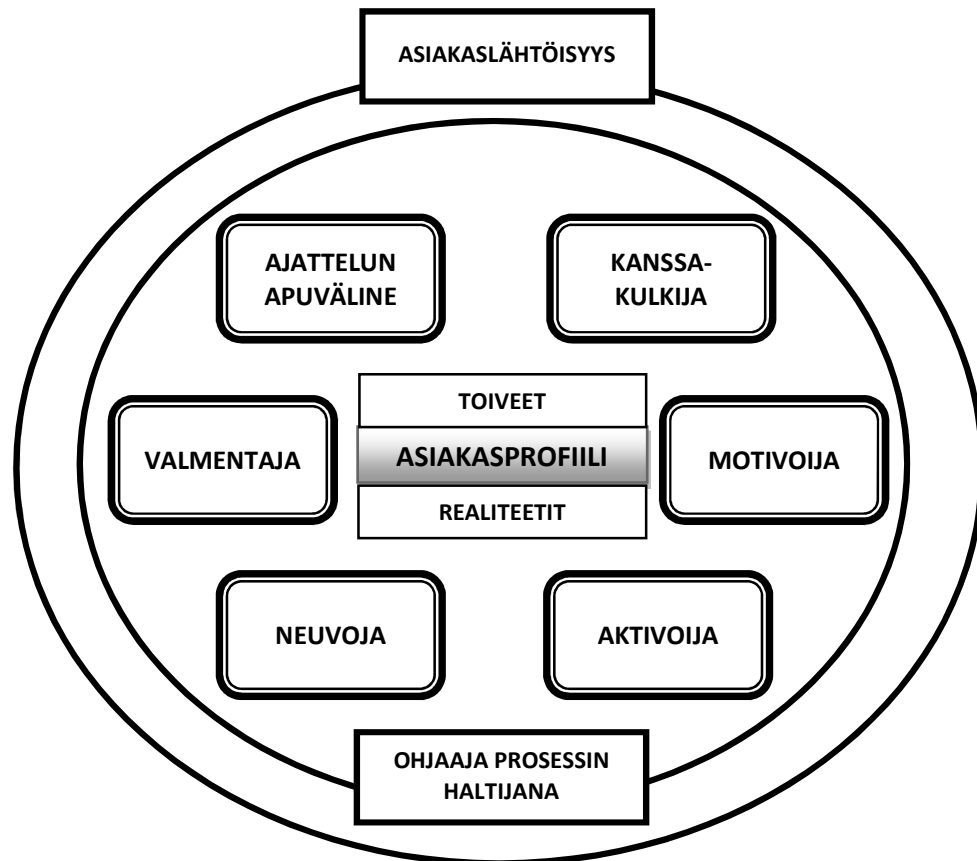 ASIAKASLÄHTÖISYYS
AJATTELUN
APUVÄLINE
KANSSA-
KULKIJA
TOIVEET
VALMENTAJA
ASIAKASPROFIILI
MOTIVOIJA
REALITEETIT
NEUVOJA
AKTIVOIJA
OHJAAJA PROSESSIN
HALTIJANA